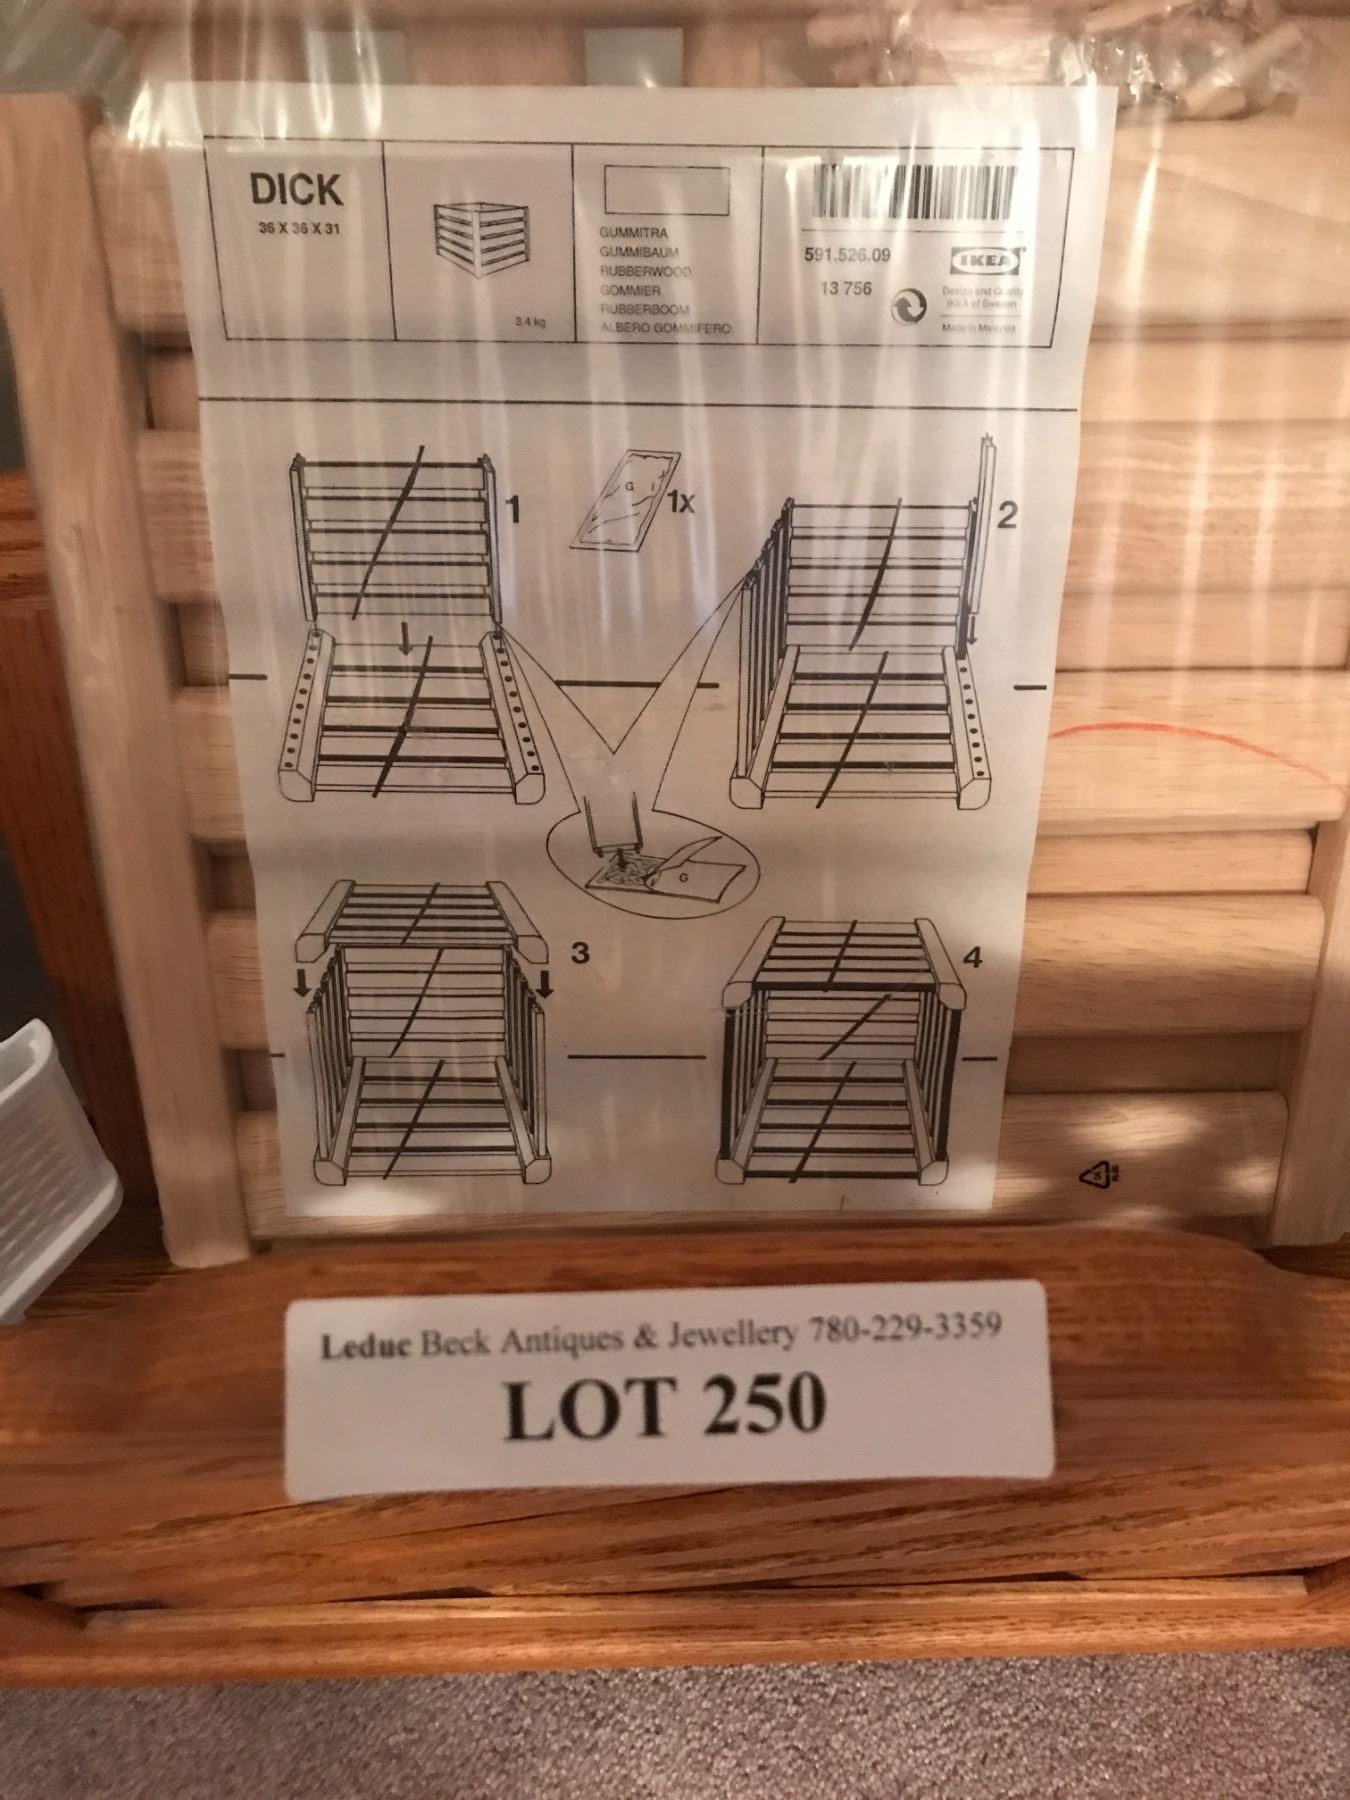 DICK
36 X 36 X 31
3.4 kg
GUMMITRA
GUMMIBAUM
RUBBERWOOD
GOMMIER
RUBBERBOOM
ALBERO GOMMIFERO
591.526.09
13 756
IKEA
Design and Quality
IKEA of Sweden
Made in Malaysia
1
G
1x
2
G
3
4
Leduc Beck Antiques & Jewellery 780-229-3359
LOT 250